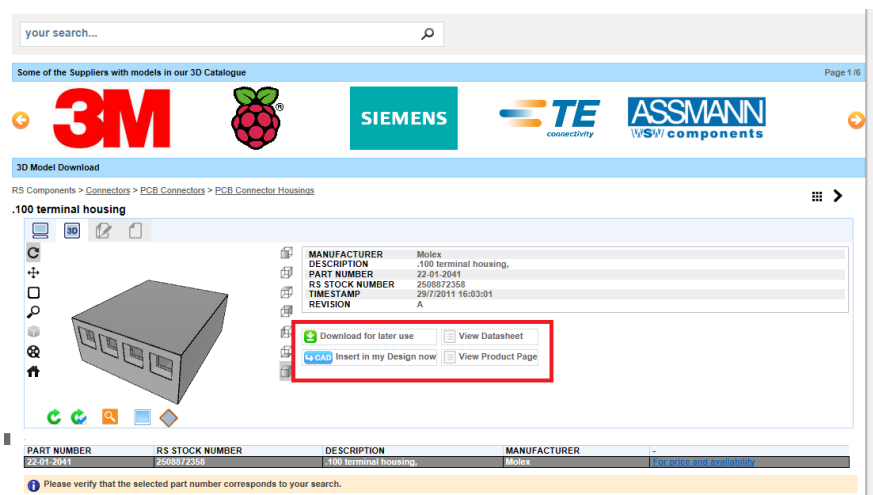 your search...
Some of the Suppliers with models in our 3D Catalogue Page 1 /6
3M SIEMENS TE connectivity ASSMANN WSW components
3D Model Download
RS Components > Connectors > PCB Connectors > PCB Connector Housings
.100 terminal housing
3D
MANUFACTURER Molex
DESCRIPTION .100 terminal housing,
PART NUMBER 22-01-2041
RS STOCK NUMBER 2508872358
TIMESTAMP 29/7/2011 16:03:01
REVISION A
Download for later use View Datasheet
CAD Insert in my Design now View Product Page
PART NUMBER RS STOCK NUMBER DESCRIPTION MANUFACTURER -
22-01-2041 2508872358 .100 terminal housing, Molex For price and availability
Please verify that the selected part number corresponds to your search.